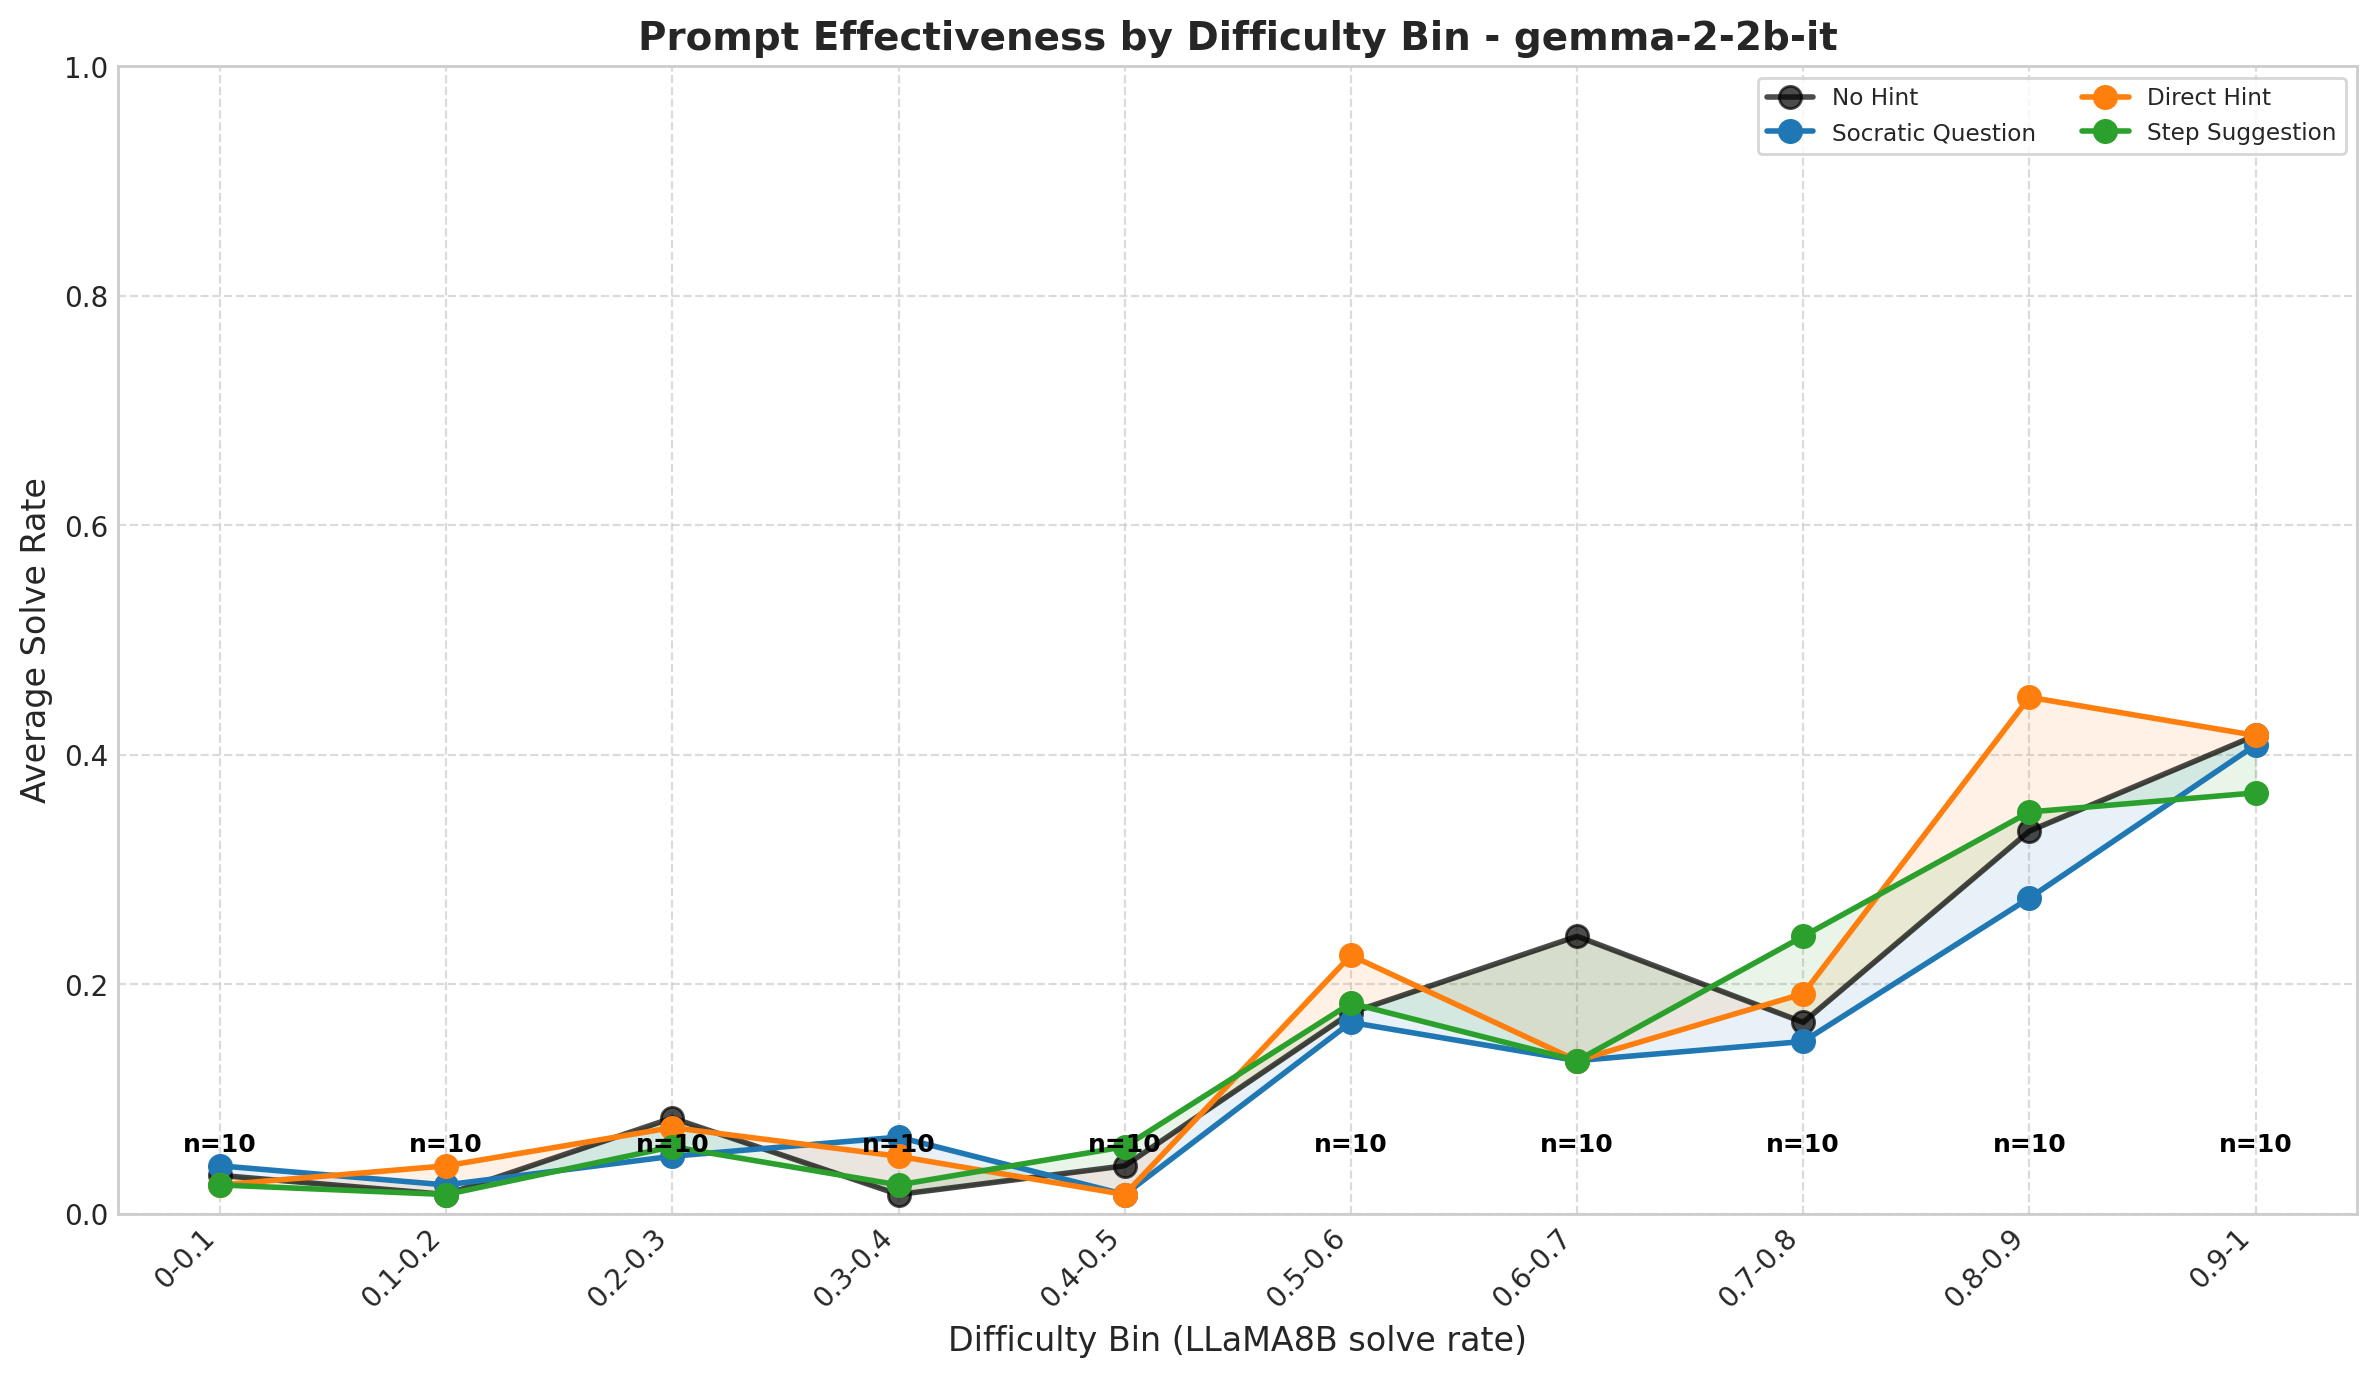 Prompt Effectiveness by Difficulty Bin - gemma-2-2b-it
No Hint
Socratic Question
Direct Hint
Step Suggestion
Average Solve Rate
1.0
0.8
0.6
0.4
0.2
0.0
n=10 n=10 n=10 n=10 n=10 n=10 n=10 n=10 n=10 n=10
0-0.1 0.1-0.2 0.2-0.3 0.3-0.4 0.4-0.5 0.5-0.6 0.6-0.7 0.7-0.8 0.8-0.9 0.9-1
Difficulty Bin (LLaMA8B solve rate)